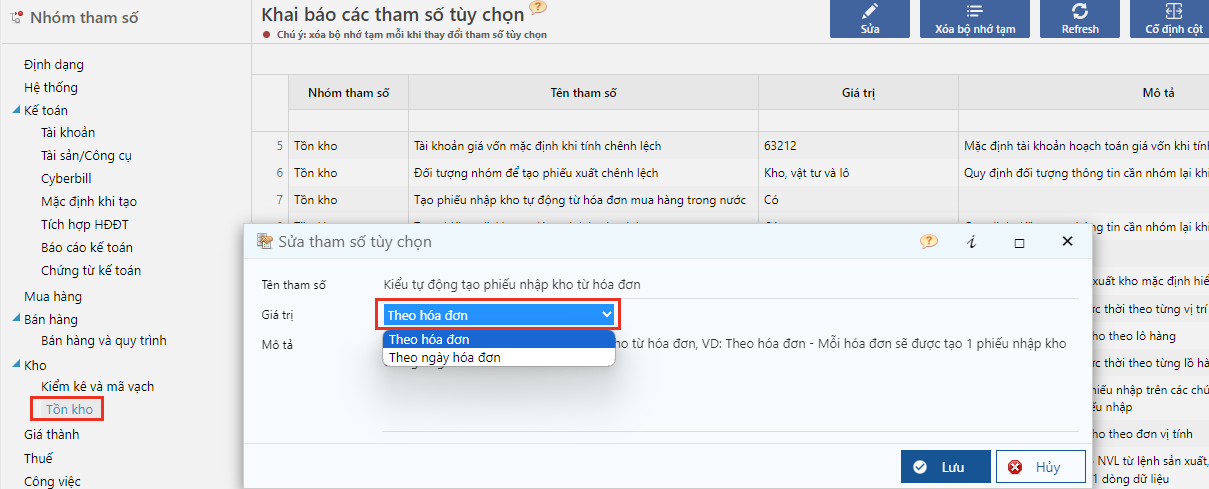 Nhóm tham số
Định dạng
Hệ thống
Kế toán
Tài khoản
Tài sản/Công cụ
Cyberbill
Mặc định khi tạo
Tích hợp HĐĐT
Báo cáo kế toán
Chứng từ kế toán
Mua hàng
Bán hàng
Bán hàng và quy trình
Kho
Kiểm kê và mã vạch
Tồn kho
Giá thành
Thuế
Công việc
Khai báo các tham số tùy chọn
Chú ý: xóa bộ nhớ tạm mỗi khi thay đổi tham số tùy chọn
Sửa
Xóa bộ nhớ tạm
Refresh
Cố định cột
Nhóm tham số Tên tham số Giá trị Mô tả
5 Tồn kho Tài khoản giá vốn mặc định khi tính chênh lệch 63212 Mặc định tài khoản hoạch toán giá vốn khi tính
6 Tồn kho Đối tượng nhóm để tạo phiếu xuất chênh lệch Kho, vật tư và lô Quy định đối tượng thông tin cần nhóm lại khi
7 Tồn kho Tạo phiếu nhập kho tự động từ hóa đơn mua hàng trong nước Có
Sửa tham số tùy chọn
Tên tham số Kiểu tự động tạo phiếu nhập kho từ hóa đơn
Giá trị Theo hóa đơn
Theo hóa đơn
Theo ngày hóa đơn
Mô tả từ hóa đơn, VD: Theo hóa đơn - Mỗi hóa đơn sẽ được tạo 1 phiếu nhập kho
Lưu
Hủy
xuất kho mặc định
thời theo từng vị trí
theo lô hàng
thời theo từng lô
nhập trên các
nhập
theo đơn vị tính
NVL từ lệnh sản xuất,
1 dòng dữ liệu